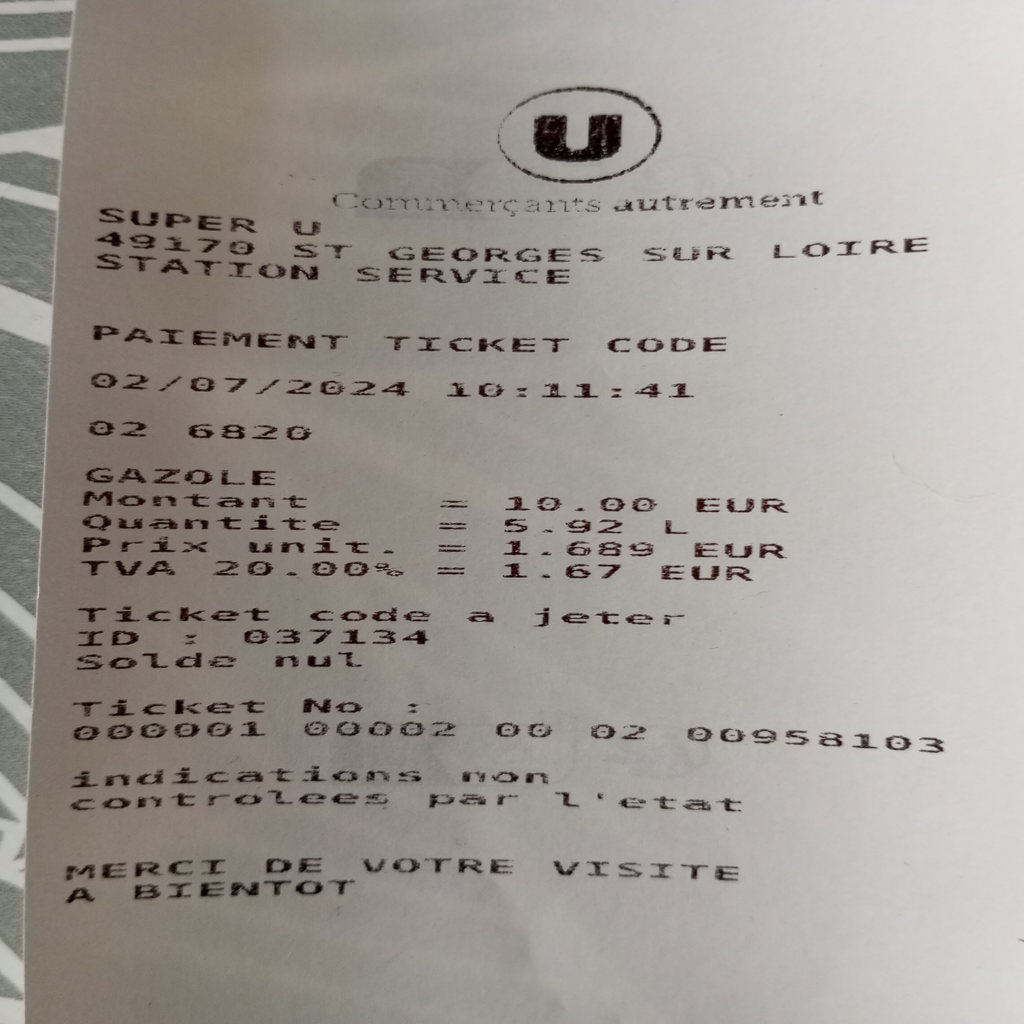 U
Commerçants autrement
SUPER U
49170 ST GEORGES SUR LOIRE
STATION SERVICE
PAIEMENT TICKET CODE
02/07/2024 10:11:41
02 6820
GAZOLE
Montant = 10.00 EUR
Quantite = 5.92 L
Prix unit. = 1.689 EUR
TVA 20.00% = 1.67 EUR
Ticket code a jeter
ID : 037134
Solde nul
Ticket No :
000001 00002 00 02 00958103
indications non
controlees par l'etat
MERCI DE VOTRE VISITE
A BIENTOT